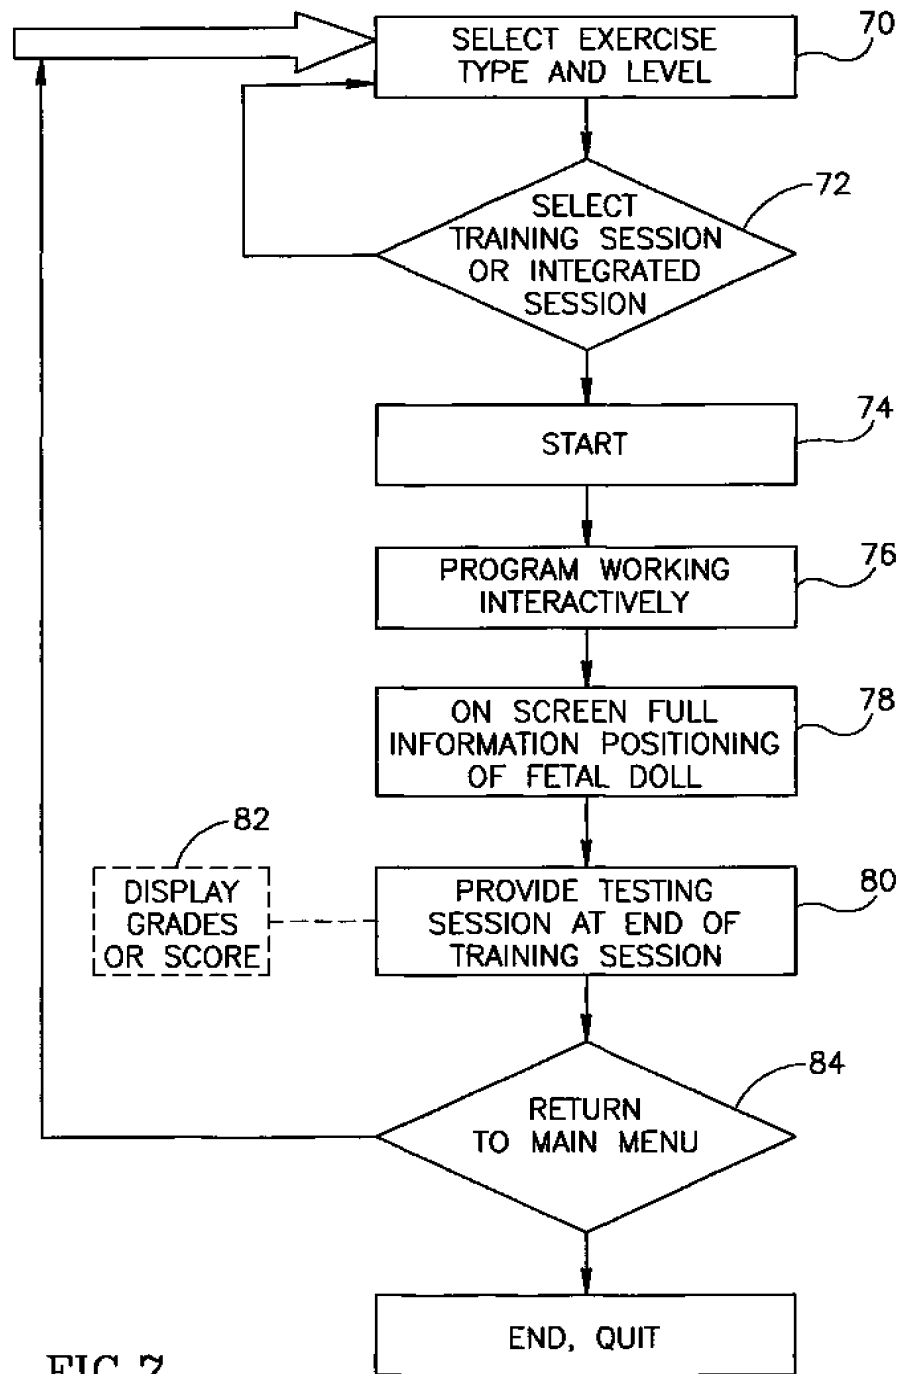 SELECT EXERCISE
TYPE AND LEVEL
70
SELECT
TRAINING SESSION
OR INTEGRATED
SESSION
72
START
74
PROGRAM WORKING
INTERACTIVELY
76
ON SCREEN FULL
INFORMATION POSITIONING
OF FETAL DOLL
78
82
DISPLAY
GRADES
OR SCORE
PROVIDE TESTING
SESSION AT END OF
TRAINING SESSION
80
RETURN
TO MAIN MENU
84
END, QUIT
FIG. 7